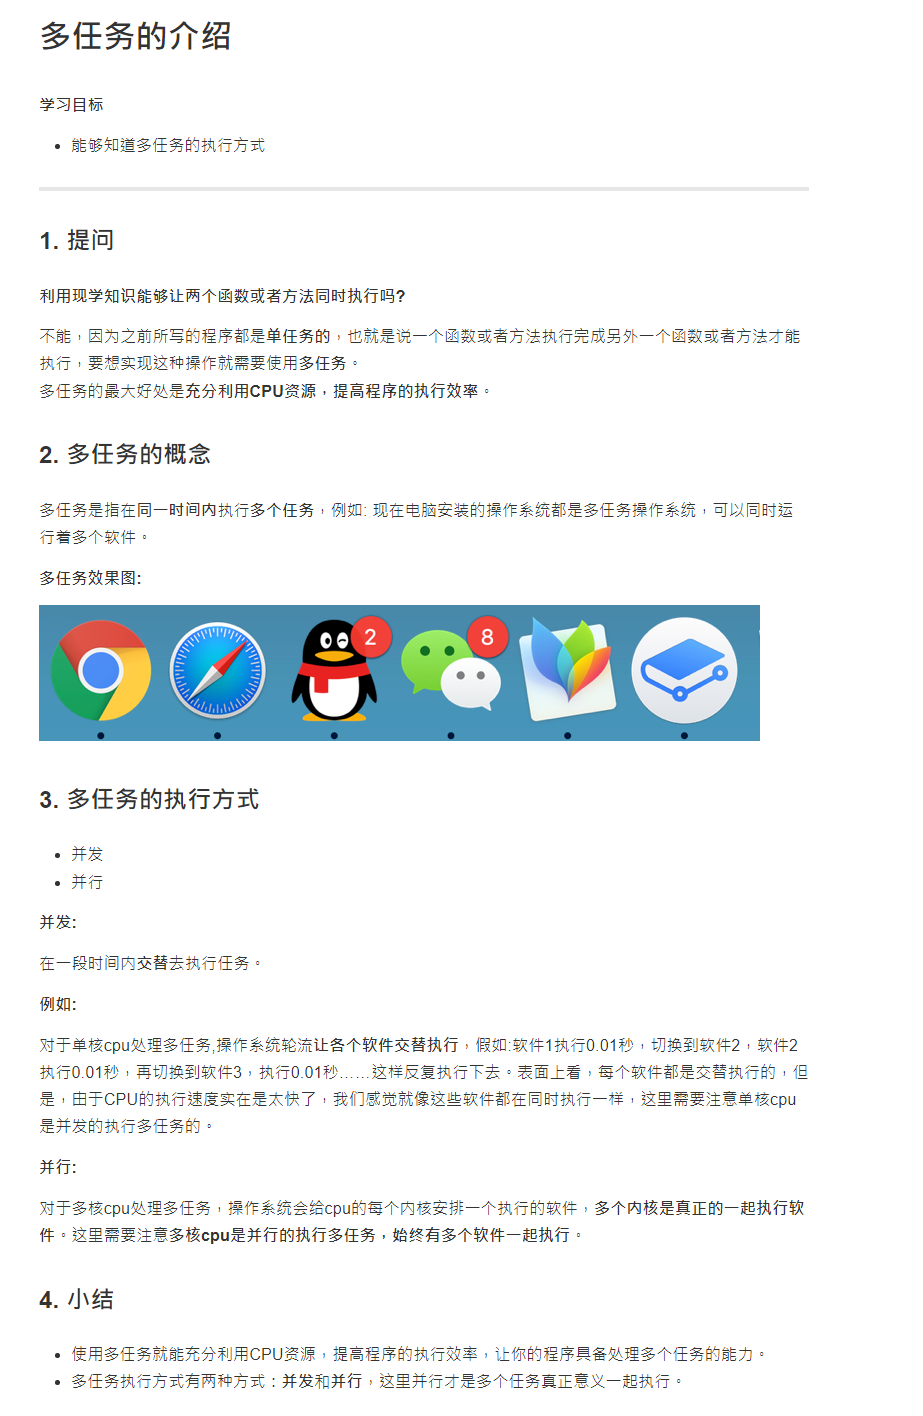 多任务的介绍
学习目标
• 能够知道多任务的执行方式
1. 提问
利用现学知识能够让两个函数或者方法同时执行吗?
不能，因为之前所写的程序都是单任务的，也就是说一个函数或者方法执行完成另外一个函数或者方法才能
执行，要想实现这种操作就需要使用多任务。
多任务的最大好处是充分利用CPU资源，提高程序的执行效率。
2. 多任务的概念
多任务是指在同一时间内执行多个任务，例如: 现在电脑安装的操作系统都是多任务操作系统，可以同时运
行着多个软件。
多任务效果图:
2
8
3. 多任务的执行方式
• 并发
• 并行
并发:
在一段时间内交替去执行任务。
例如:
对于单核cpu处理多任务,操作系统轮流让各个软件交替执行，假如:软件1执行0.01秒，切换到软件2，软件2
执行0.01秒，再切换到软件3，执行0.01秒……这样反复执行下去。表面上看，每个软件都是交替执行的，但
是，由于CPU的执行速度实在是太快了，我们感觉就像这些软件都在同时执行一样，这里需要注意单核cpu
是并发的执行多任务的。
并行:
对于多核cpu处理多任务，操作系统会给cpu的每个内核安排一个执行的软件，多个内核是真正的一起执行软
件。这里需要注意多核cpu是并行的执行多任务，始终有多个软件一起执行。
4. 小结
• 使用多任务就能充分利用CPU资源，提高程序的执行效率，让你的程序具备处理多个任务的能力。
• 多任务执行方式有两种方式：并发和并行，这里并行才是多个任务真正意义一起执行。